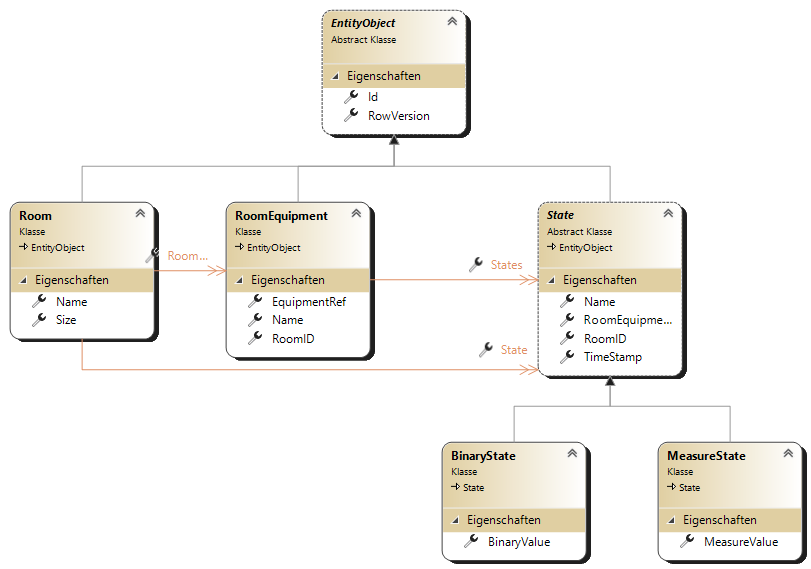 EntityObject
Abstract Klasse
Eigenschaften
Id
RowVersion
Room
Klasse
EntityObject
Eigenschaften
Name
Size
Room...
RoomEquipment
Klasse
EntityObject
Eigenschaften
EquipmentRef
Name
RoomID
States
State
State
Abstract Klasse
EntityObject
Eigenschaften
Name
RoomEquipme...
RoomID
TimeStamp
BinaryState
Klasse
State
Eigenschaften
BinaryValue
MeasureState
Klasse
State
Eigenschaften
MeasureValue